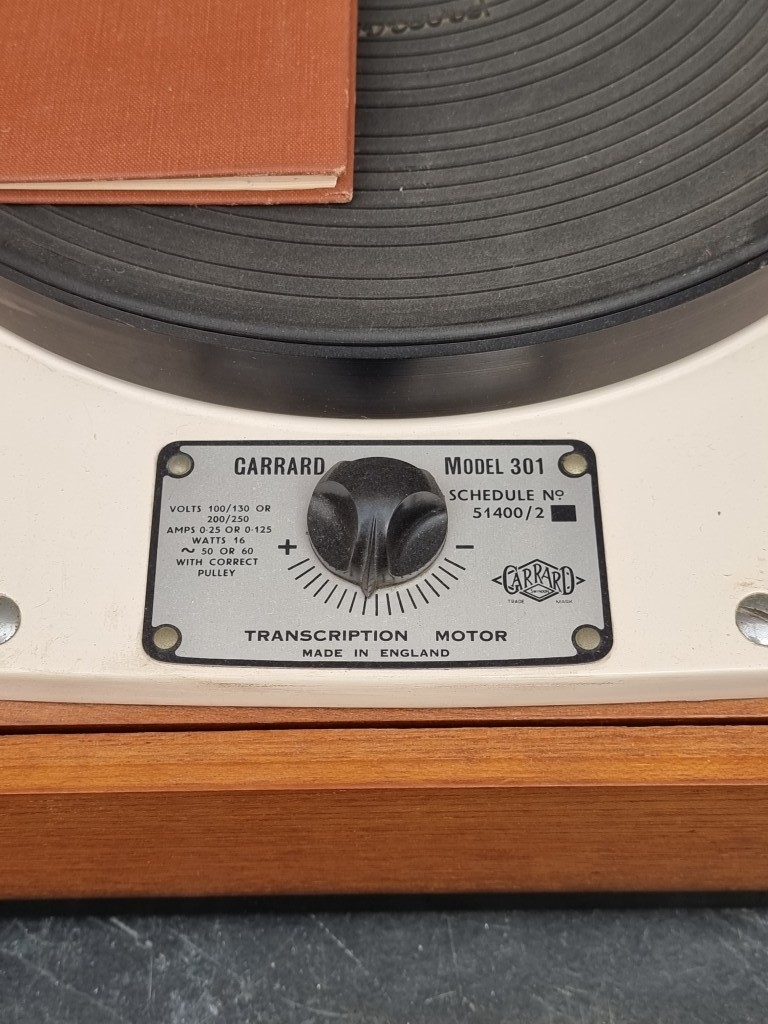 GARRARD
MODEL 301
SCHEDULE Nº
51400/2
VOLTS 100/130 OR
200/250
AMPS 0·25 OR 0·125
WATTS 16
~ 50 OR 60
WITH CORRECT
PULLEY
+
−
GARRARD
TRADE MARK
TRANSCRIPTION MOTOR
MADE IN ENGLAND